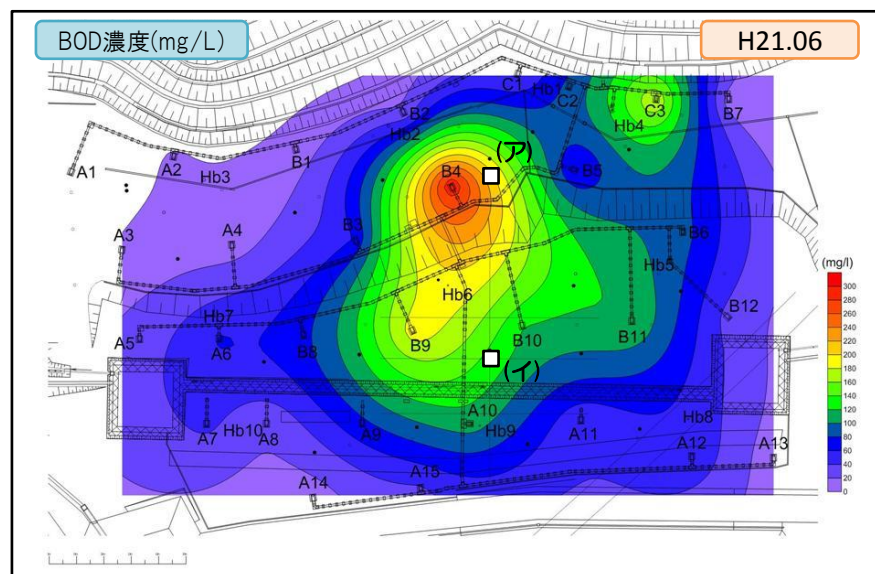 BOD濃度(mg/L)
H21.06
C1
Hb1
C2
B2
Hb4
C3
B7
Hb2
(ア)
A1
A2
Hb3
B1
B4
B5
A3
A4
B3
B6
(mg/l)
Hb5
300
280
260
240
220
200
180
160
140
120
100
80
60
40
20
0
Hb6
B12
Hb7
A5
A6
B8
B9
B10
B11
(イ)
A10
Hb8
A7
Hb10
A8
A9
Hb9
A11
A12
A13
A14
A15